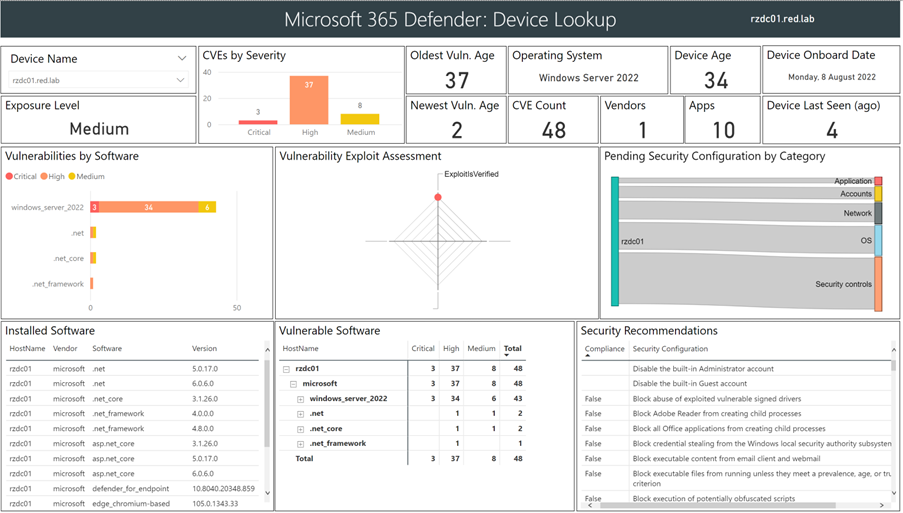 Microsoft 365 Defender: Device Lookup
rzdc01.red.lab
Device Name
rzdc01.red.lab
Exposure Level
Medium
CVEs by Severity
40
20
0
3
37
8
Critical
High
Medium
Oldest Vuln. Age
37
Operating System
Windows Server 2022
Device Age
34
Device Onboard Date
Monday, 8 August 2022
Newest Vuln. Age
2
CVE Count
48
Vendors
1
Apps
10
Device Last Seen (ago)
4
Vulnerabilities by Software
Critical High Medium
windows_server_2022 3 34 6
.net
.net_core
.net_framework
0 50
Vulnerability Exploit Assessment
ExploitIsVerified
Pending Security Configuration by Category
rzdc01
Application
Accounts
Network
OS
Security controls
Installed Software
HostName Vendor Software Version
rzdc01 microsoft .net 5.0.17.0
rzdc01 microsoft .net 6.0.6.0
rzdc01 microsoft .net_core 3.1.26.0
rzdc01 microsoft .net_framework 4.0.0.0
rzdc01 microsoft .net_framework 4.8.0.0
rzdc01 microsoft asp.net_core 3.1.26.0
rzdc01 microsoft asp.net_core 5.0.17.0
rzdc01 microsoft asp.net_core 6.0.6.0
rzdc01 microsoft defender_for_endpoint 10.8040.20348.859
rzdc01 microsoft edge_chromium-based 105.0.1343.33
Vulnerable Software
HostName Critical High Medium Total
rzdc01 3 37 8 48
microsoft 3 37 8 48
windows_server_2022 3 34 6 43
.net 1 1 2
.net_core 1 1 2
.net_framework 1 1
Total 3 37 8 48
Security Recommendations
Compliance Security Configuration
Disable the built-in Administrator account
Disable the built-in Guest account
False Block abuse of exploited vulnerable signed drivers
False Block Adobe Reader from creating child processes
False Block all Office applications from creating child processes
False Block credential stealing from the Windows local security authority subsystem
False Block executable content from email client and webmail
False Block executable files from running unless they meet a prevalence, age, or tru
criterion
False Block execution of potentially obfuscated scripts